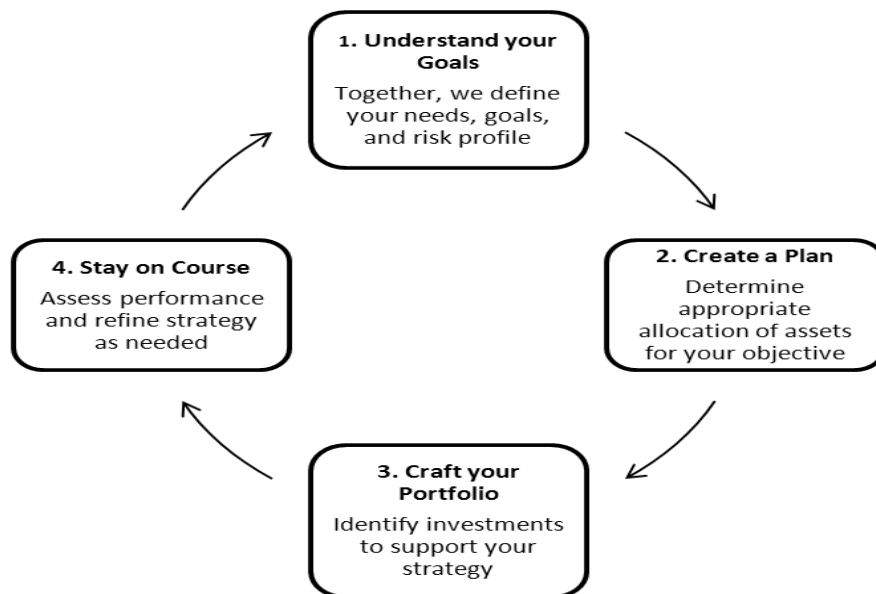 1. Understand your
Goals
Together, we define
your needs, goals,
and risk profile
2. Create a Plan
Determine
appropriate
allocation of assets
for your objective
3. Craft your
Portfolio
Identify investments
to support your
strategy
4. Stay on Course
Assess performance
and refine strategy
as needed